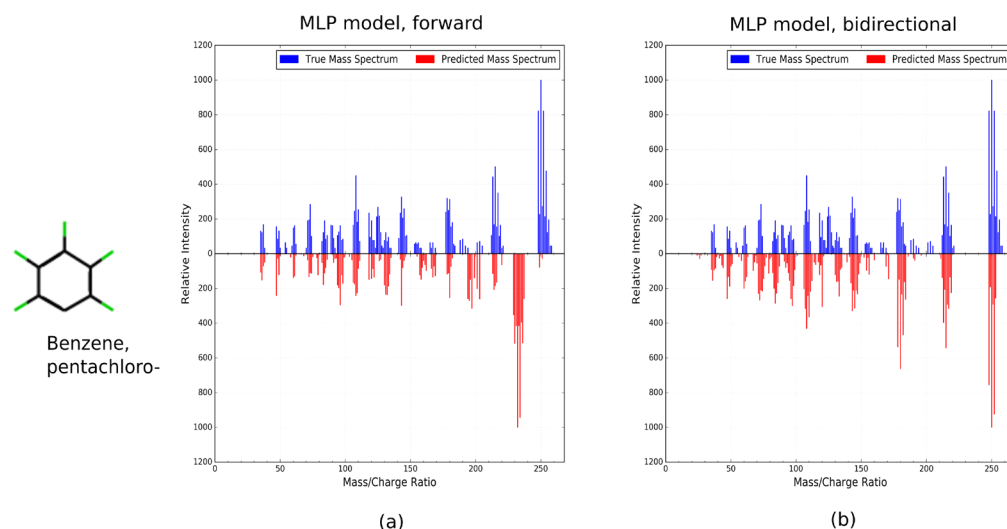 MLP model, forward
1200
1000
800
600
400
200
0
200
400
600
800
1000
1200
Relative Intensity
True Mass Spectrum
Predicted Mass Spectrum
0
50
100
150
200
250
Mass/Charge Ratio
(a)
MLP model, bidirectional
1200
1000
800
600
400
200
0
200
400
600
800
1000
1200
Relative Intensity
True Mass Spectrum
Predicted Mass Spectrum
0
50
100
150
200
250
Mass/Charge Ratio
(b)
Benzene,
pentachloro-